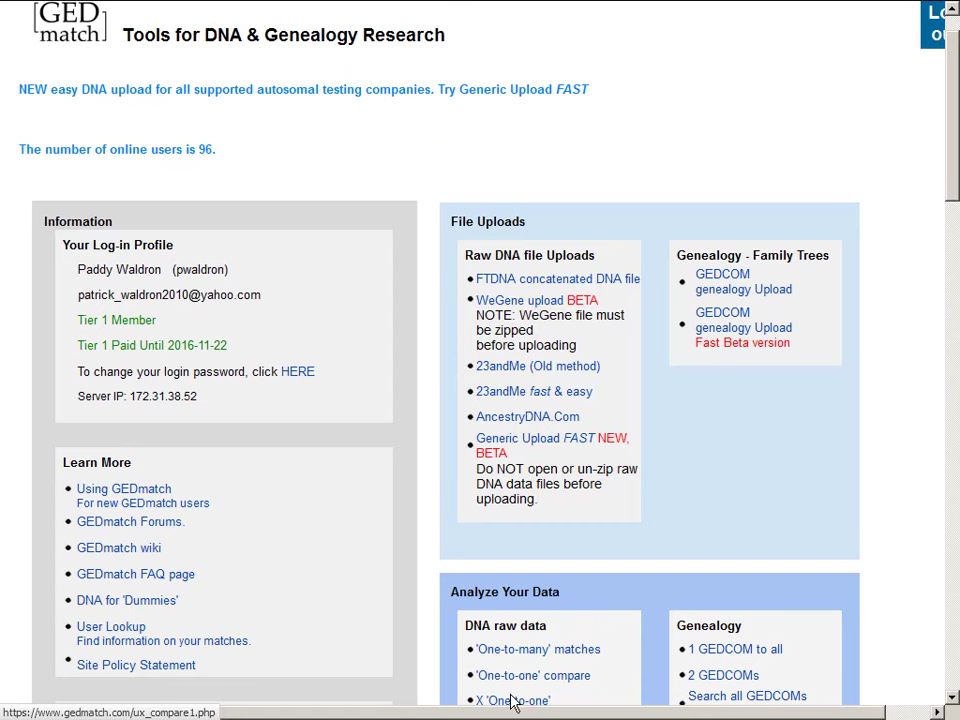 [GED
match]
Tools for DNA & Genealogy Research
NEW easy DNA upload for all supported autosomal testing companies. Try Generic Upload FAST
The number of online users is 96.
Information
Your Log-in Profile
Paddy Waldron (pwaldron)
patrick_waldron2010@yahoo.com
Tier 1 Member
Tier 1 Paid Until 2016-11-22
To change your login password, click HERE
Server IP: 172.31.38.52
Learn More
Using GEDmatch
For new GEDmatch users
GEDmatch Forums.
GEDmatch wiki
GEDmatch FAQ page
DNA for 'Dummies'
User Lookup
Find information on your matches.
Site Policy Statement
File Uploads
Raw DNA file Uploads
FTDNA concatenated DNA file
WeGene upload BETA
NOTE: WeGene file must
be zipped
before uploading
23andMe (Old method)
23andMe fast & easy
AncestryDNA.Com
Generic Upload FAST NEW,
BETA
Do NOT open or un-zip raw
DNA data files before
uploading.
Genealogy - Family Trees
GEDCOM
genealogy Upload
GEDCOM
genealogy Upload
Fast Beta version
Analyze Your Data
DNA raw data
'One-to-many' matches
'One-to-one' compare
X 'One-to-one'
Genealogy
1 GEDCOM to all
2 GEDCOMs
Search all GEDCOMs
https://www.gedmatch.com/ux_compare1.php